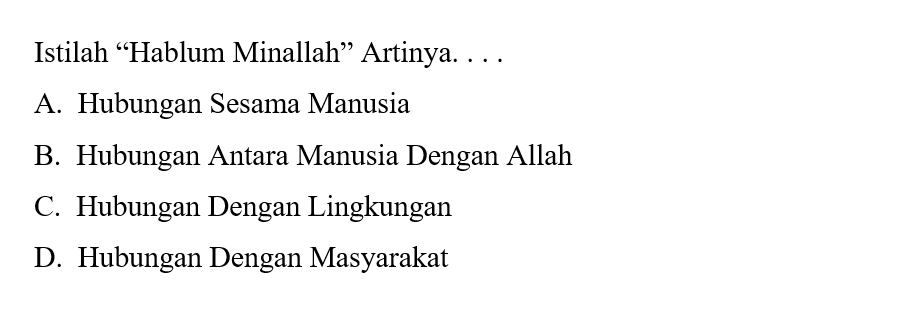 Istilah “Hablum Minallah” Artinya. . . .
A. Hubungan Sesama Manusia
B. Hubungan Antara Manusia Dengan Allah
C. Hubungan Dengan Lingkungan
D. Hubungan Dengan Masyarakat